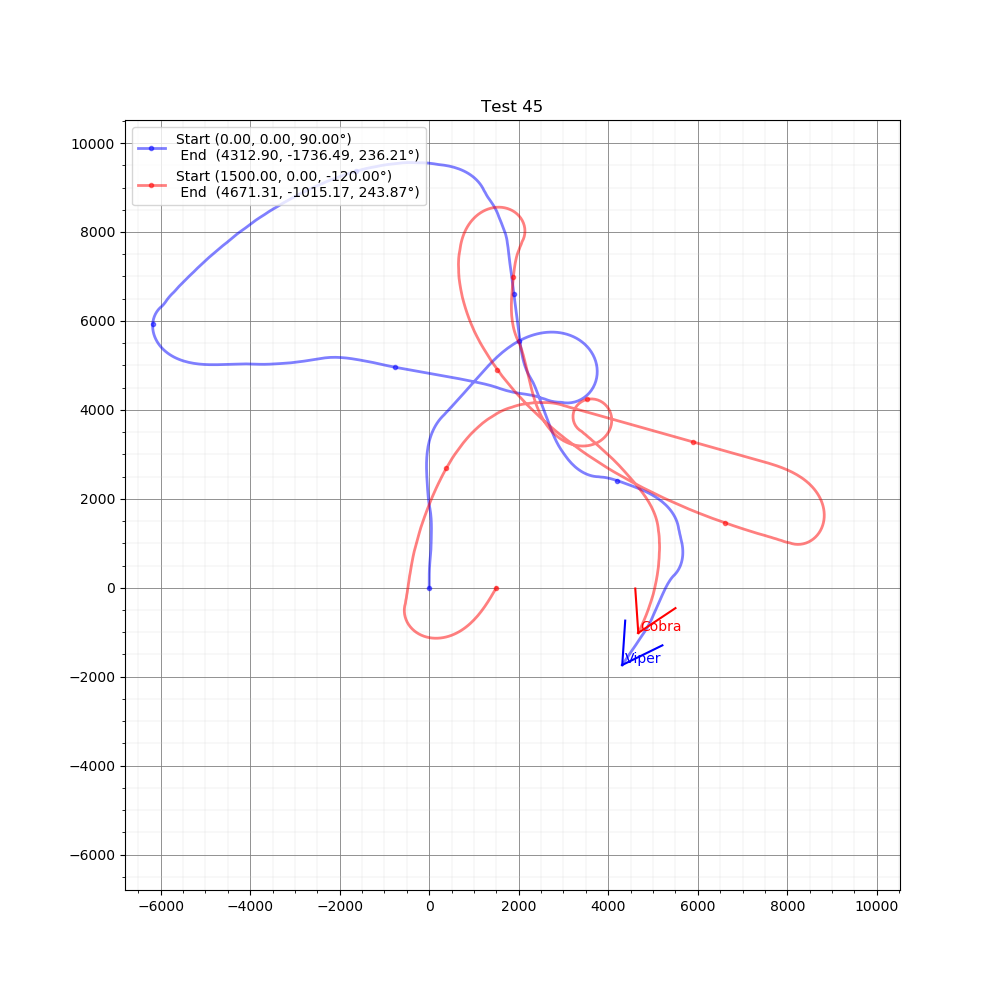 Test 45
Start (0.00, 0.00, 90.00°)
End (4312.90, -1736.49, 236.21°)
Start (1500.00, 0.00, -120.00°)
End (4671.31, -1015.17, 243.87°)
10000
8000
6000
4000
2000
0
−2000
−4000
−6000
Cobra
Viper
−6000 −4000 −2000 0 2000 4000 6000 8000 10000